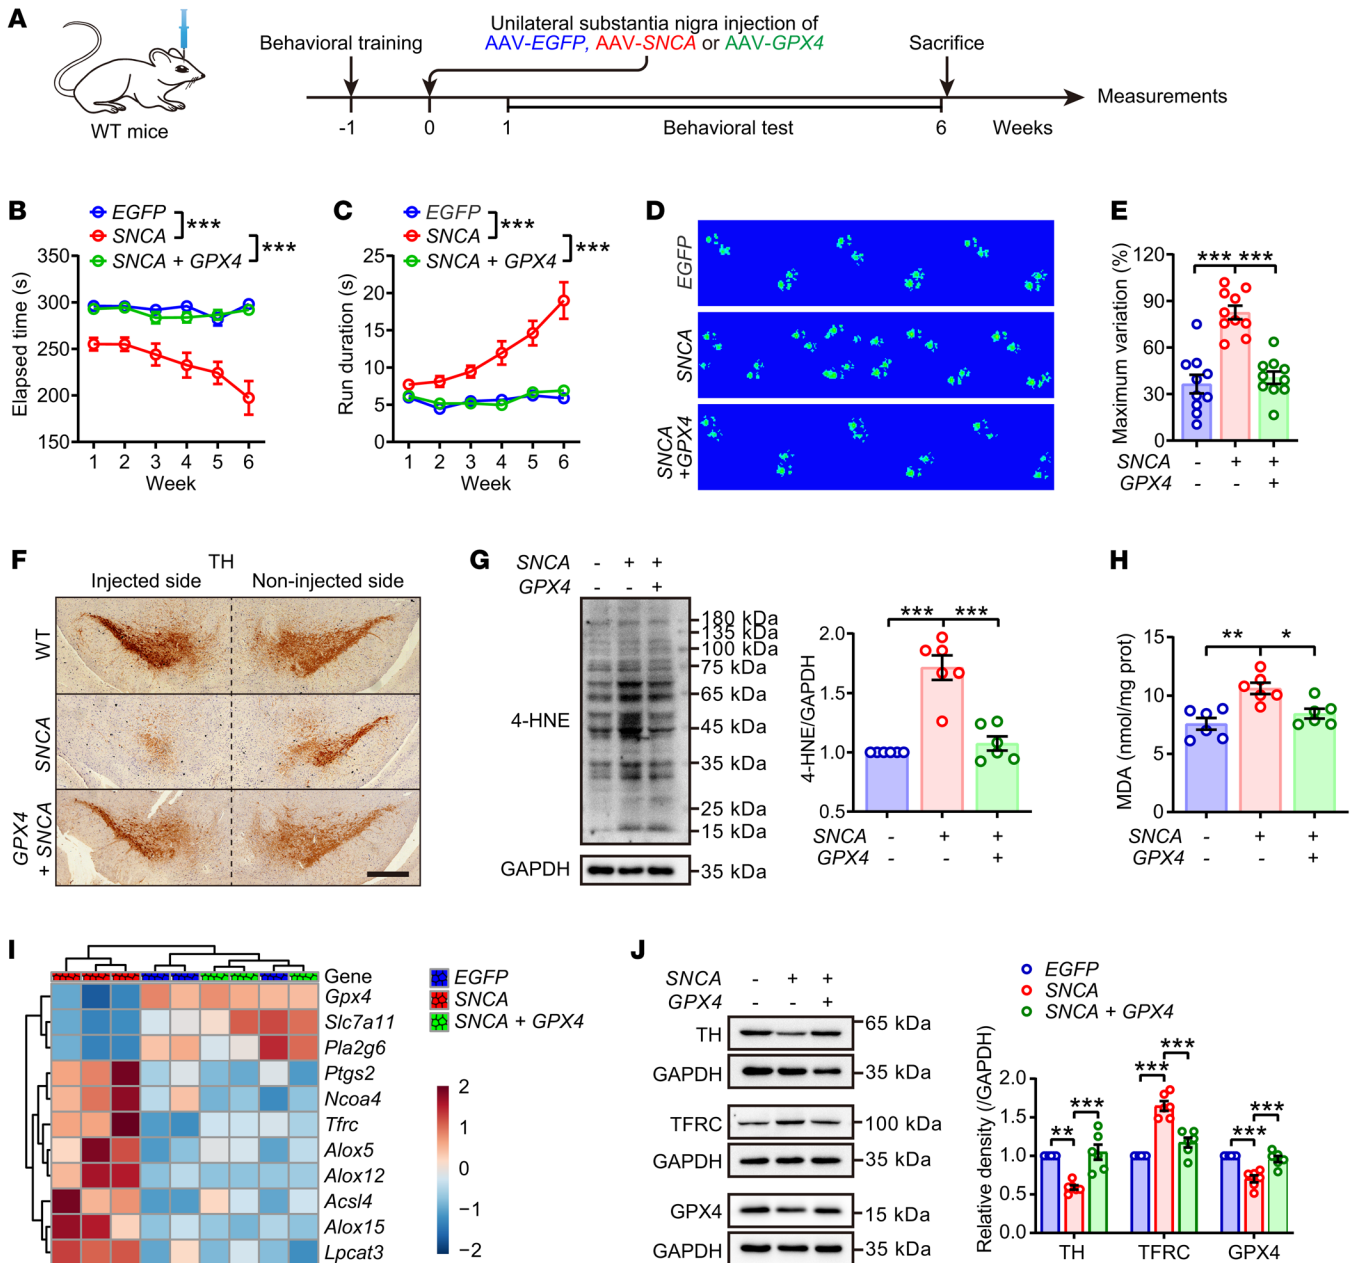 A
Unilateral substantia nigra injection of
Behavioral training
AAV-EGFP, AAV-SNCA or AAV-GPX4
Sacrifice
Measurements
WT mice
-1
0
1
Behavioral test
6
Weeks
B
EGFP
***
SNCA
***
SNCA + GPX4
350
300
250
200
150
Elapsed time (s)
1 2 3 4 5 6
Week
C
EGFP
***
SNCA
***
SNCA + GPX4
25
20
15
10
5
0
Run duration (s)
1 2 3 4 5 6
Week
D
EGFP
SNCA
SNCA
+GPX4
E
120
90
60
30
0
Maximum variation (%)
*** ***
SNCA - + +
GPX4 - - +
F
TH
Injected side
Non-injected side
WT
SNCA
GPX4
+ SNCA
G
SNCA - + +
GPX4 - - +
180 kDa
135 kDa
100 kDa
75 kDa
65 kDa
4-HNE
45 kDa
35 kDa
25 kDa
15 kDa
GAPDH
35 kDa
*** ***
2.0
1.5
1.0
0.5
4-HNE/GAPDH
SNCA - + +
GPX4 - - +
H
** *
15
10
5
0
MDA (nmol/mg prot)
SNCA - + +
GPX4 - - +
I
Gene
Gpx4
Slc7a11
Pla2g6
Ptgs2
Ncoa4
Tfrc
Alox5
Alox12
Acsl4
Alox15
Lpcat3
EGFP
SNCA
SNCA + GPX4
2
1
0
−1
−2
J
SNCA - + +
GPX4 - - +
TH
65 kDa
GAPDH
35 kDa
TFRC
100 kDa
GAPDH
35 kDa
GPX4
15 kDa
GAPDH
35 kDa
EGFP
SNCA
SNCA + GPX4
2.0
1.5
1.0
0.5
0.0
Relative density (/GAPDH)
** ***
*** ***
*** ***
TH
TFRC
GPX4